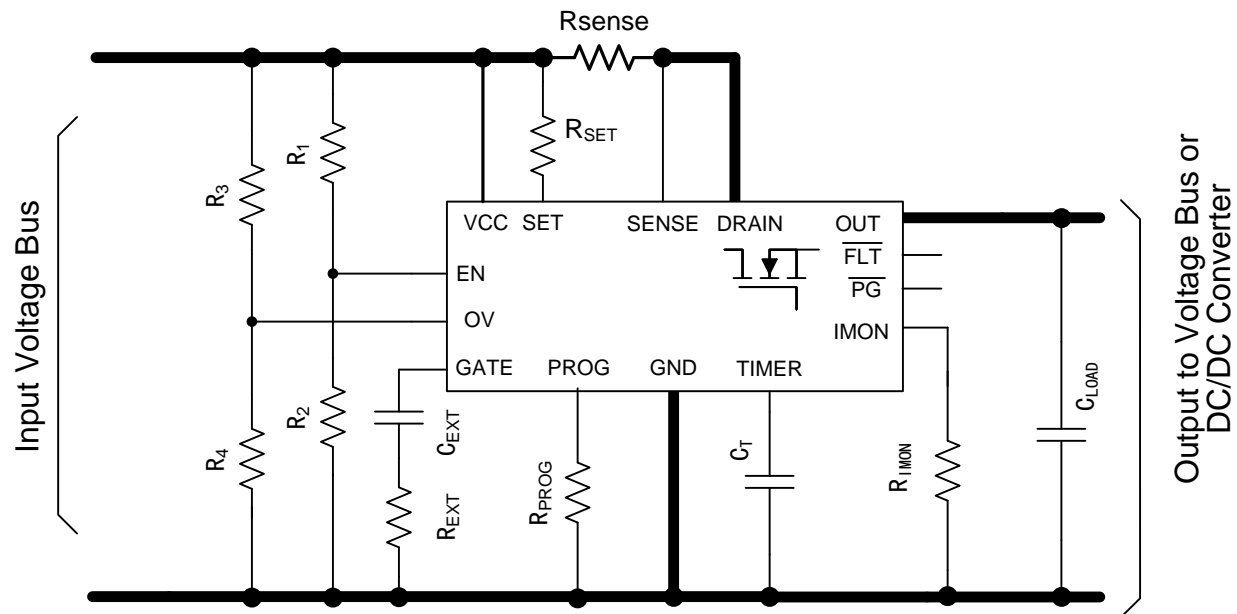 Rsense
R1
R3
RSET
VCC SET SENSE DRAIN OUT
EN
FLT
PG
OV
IMON
GATE PROG GND TIMER
Input Voltage Bus
Output to Voltage Bus or
DC/DC Converter
R2
R4
CEXT
REXT
RPROG
CT
RIMON
CLOAD